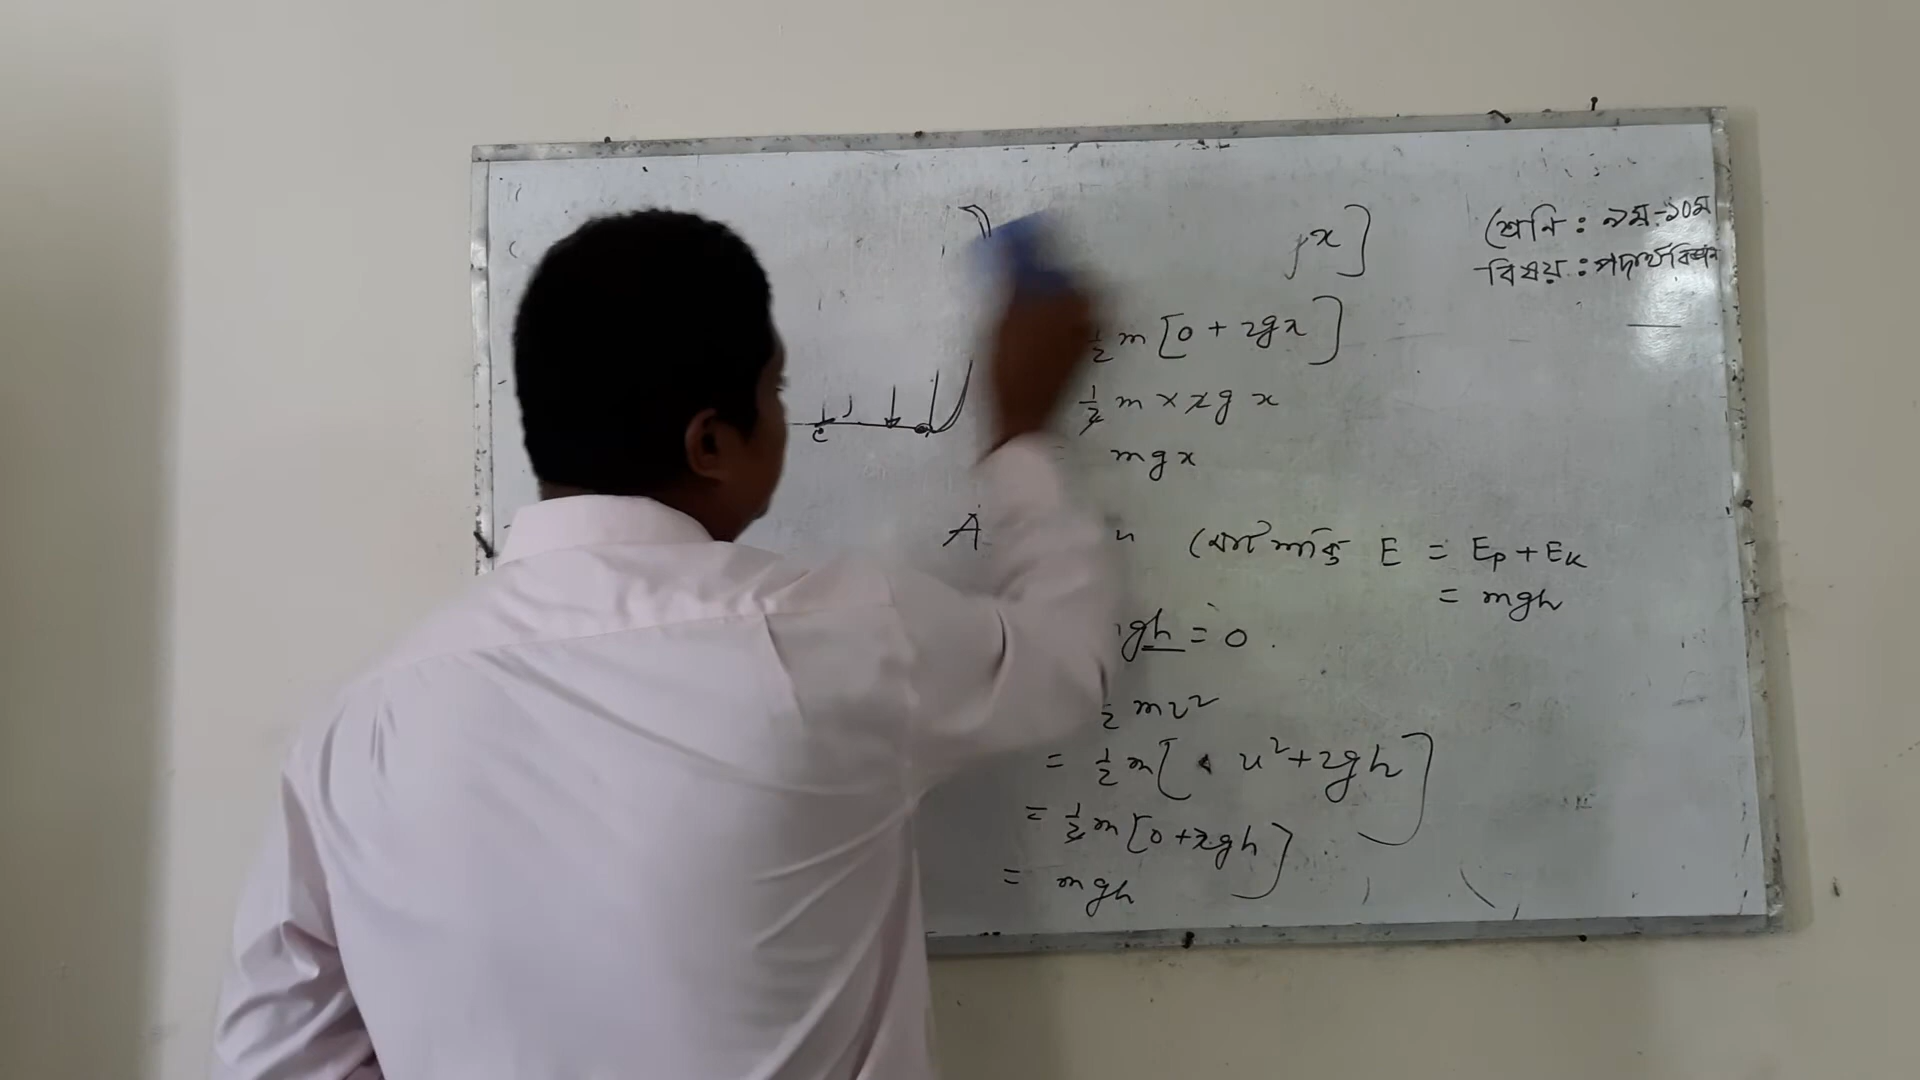 x]
শ্রেণি : ৯ম-১০ম
বিষয় : পদার্থবিজ্ঞান
½ m [0 + 2gx]
½ m × 2g x
mgx
A
মোট শক্তি E = Ep + Ek
= mgh
gh = 0
½ mv²
= ½ m [u² + 2gh]
= ½ m [0 + 2gh]
= mgh
c